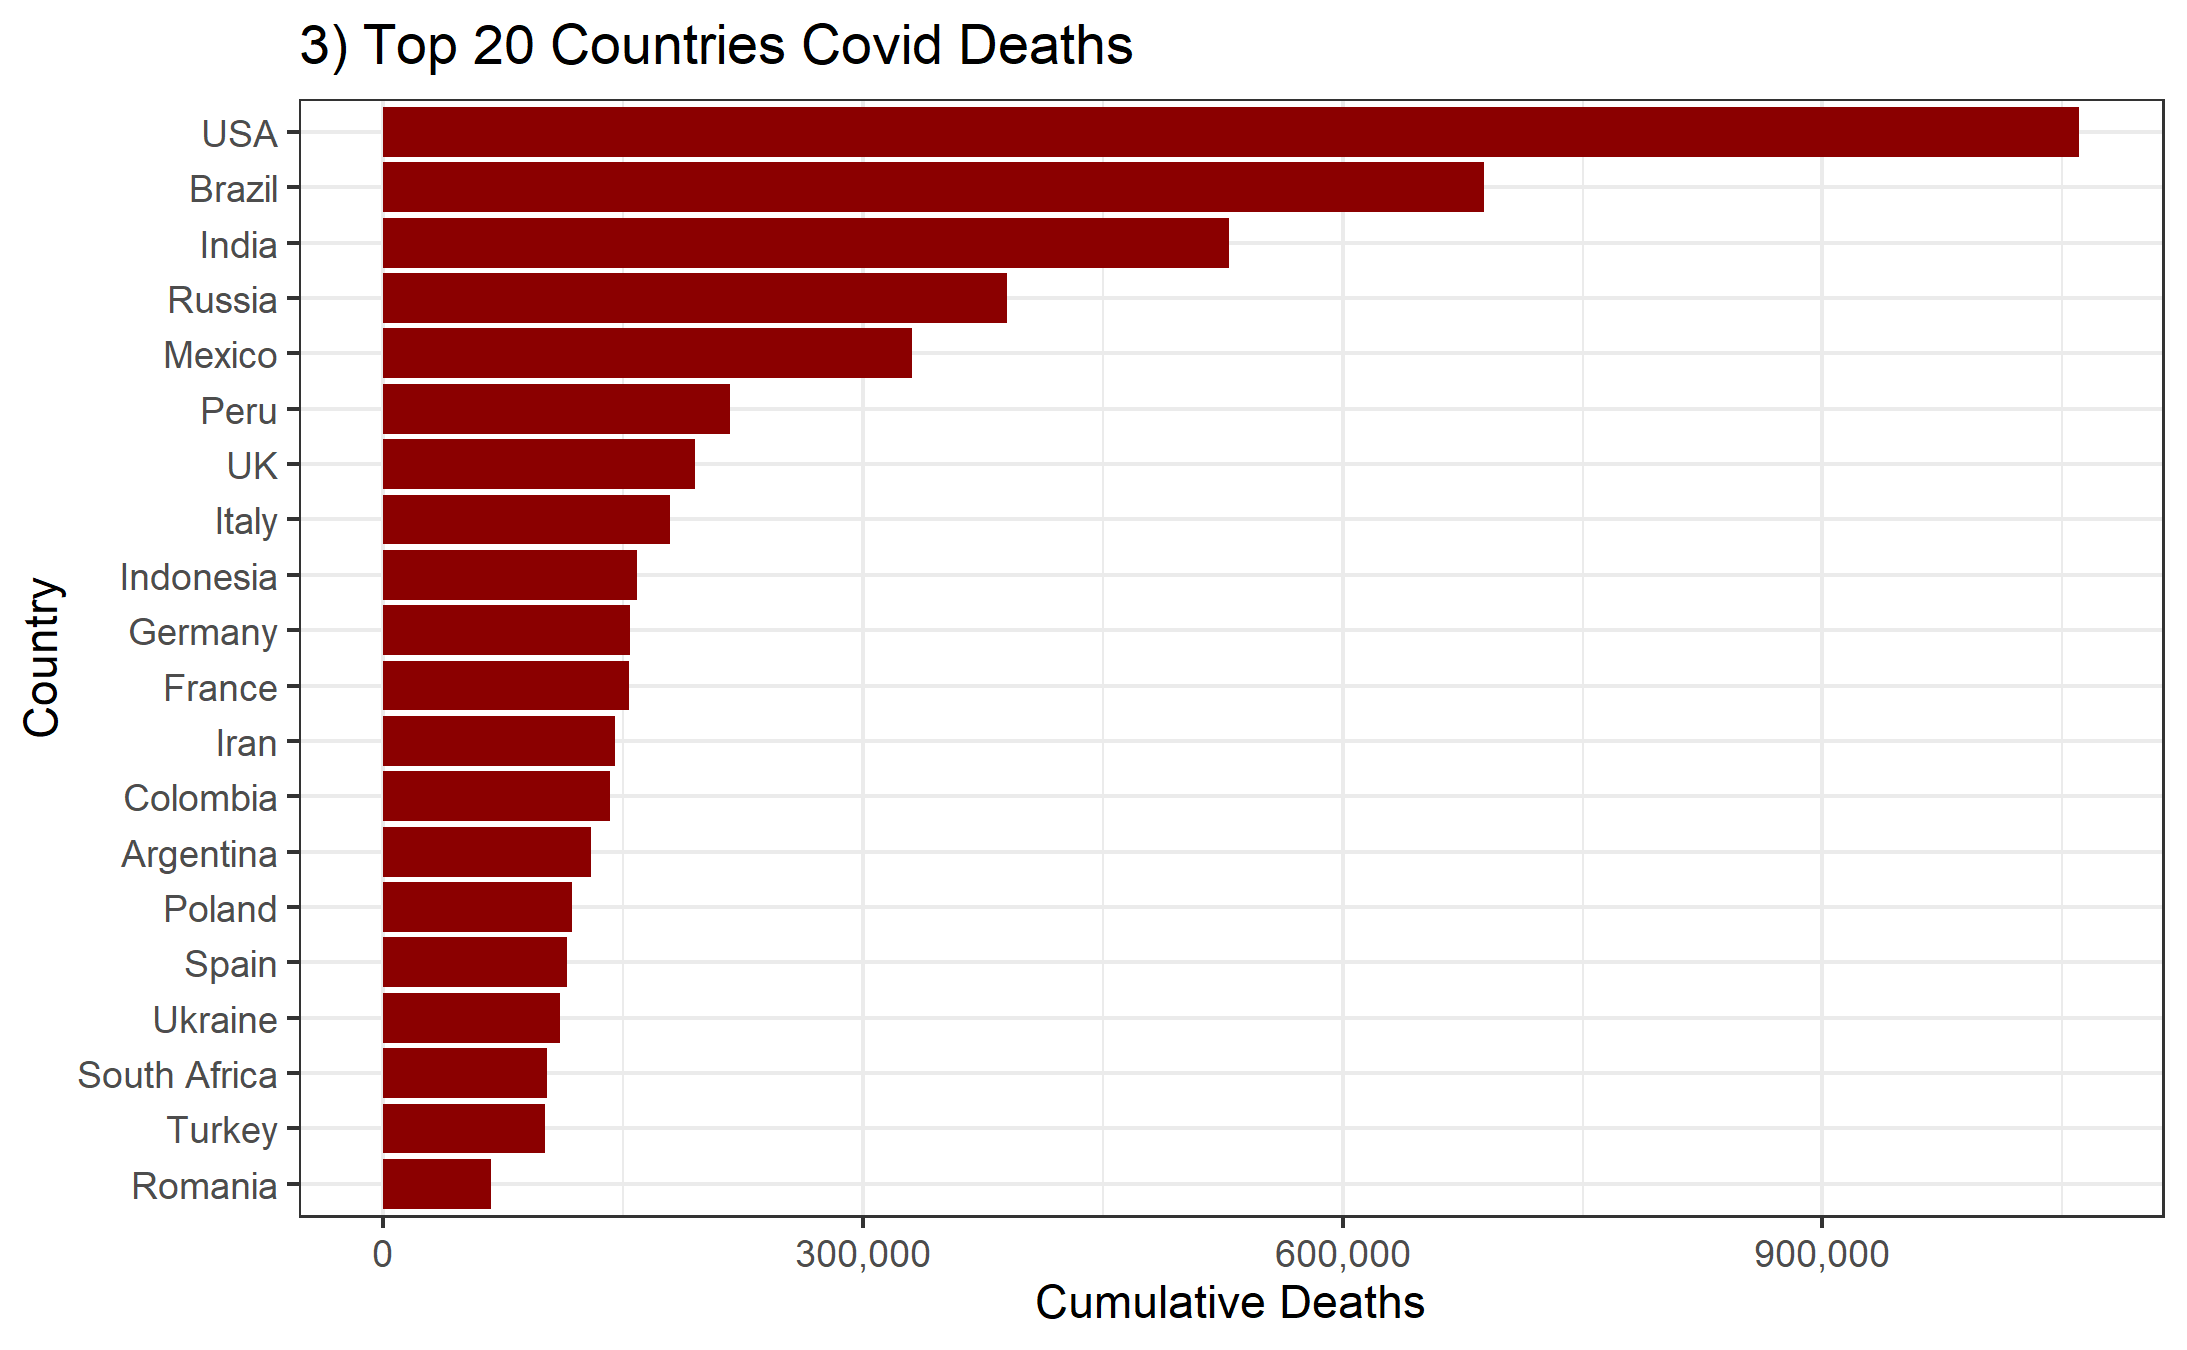 3) Top 20 Countries Covid Deaths
USA
Brazil
India
Russia
Mexico
Peru
UK
Italy
Indonesia
Germany
France
Iran
Colombia
Argentina
Poland
Spain
Ukraine
South Africa
Turkey
Romania
Country
0 300,000 600,000 900,000
Cumulative Deaths